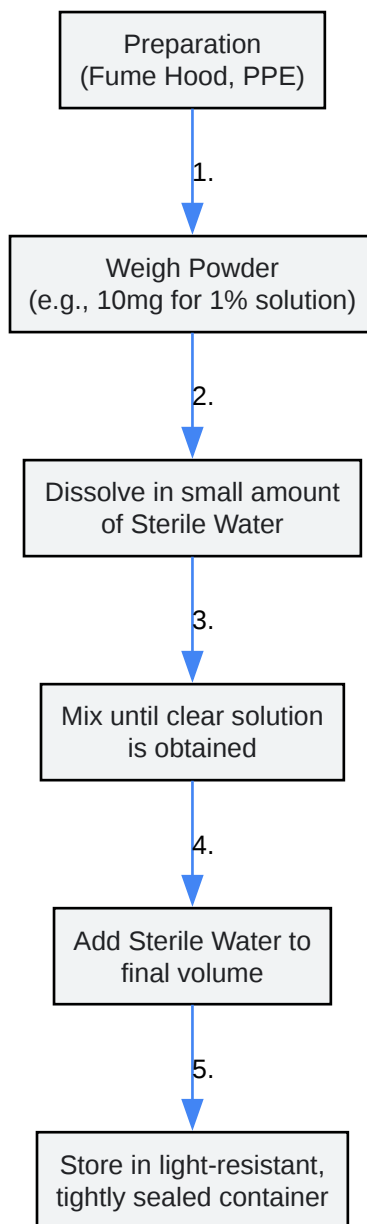 Preparation
(Fume Hood, PPE)
1.
Weigh Powder
(e.g., 10mg for 1% solution)
2.
Dissolve in small amount
of Sterile Water
3.
Mix until clear solution
is obtained
4.
Add Sterile Water to
final volume
5.
Store in light-resistant,
tightly sealed container